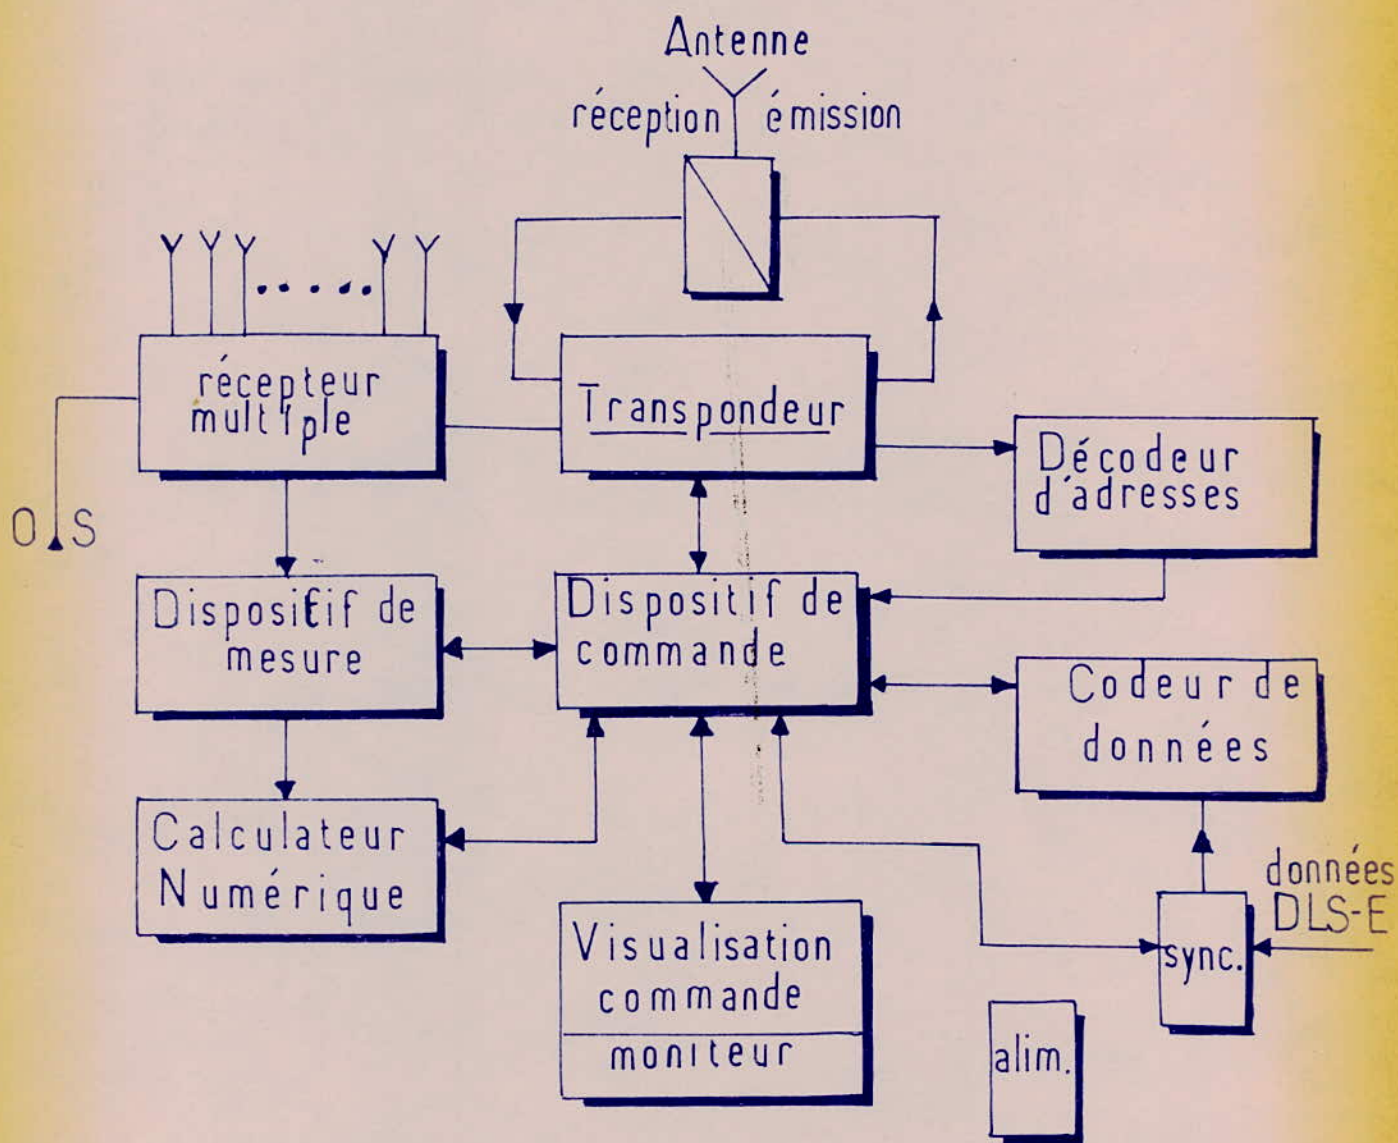 Antenne
réception émission
récepteur
multiple
Transpondeur
Décodeur
d'adresses
O S
Dispositif de
mesure
Dispositif de
commande
Codeur de
données
Calculateur
Numérique
données
DLS-E
Visualisation
commande
moniteur
sync.
alim.